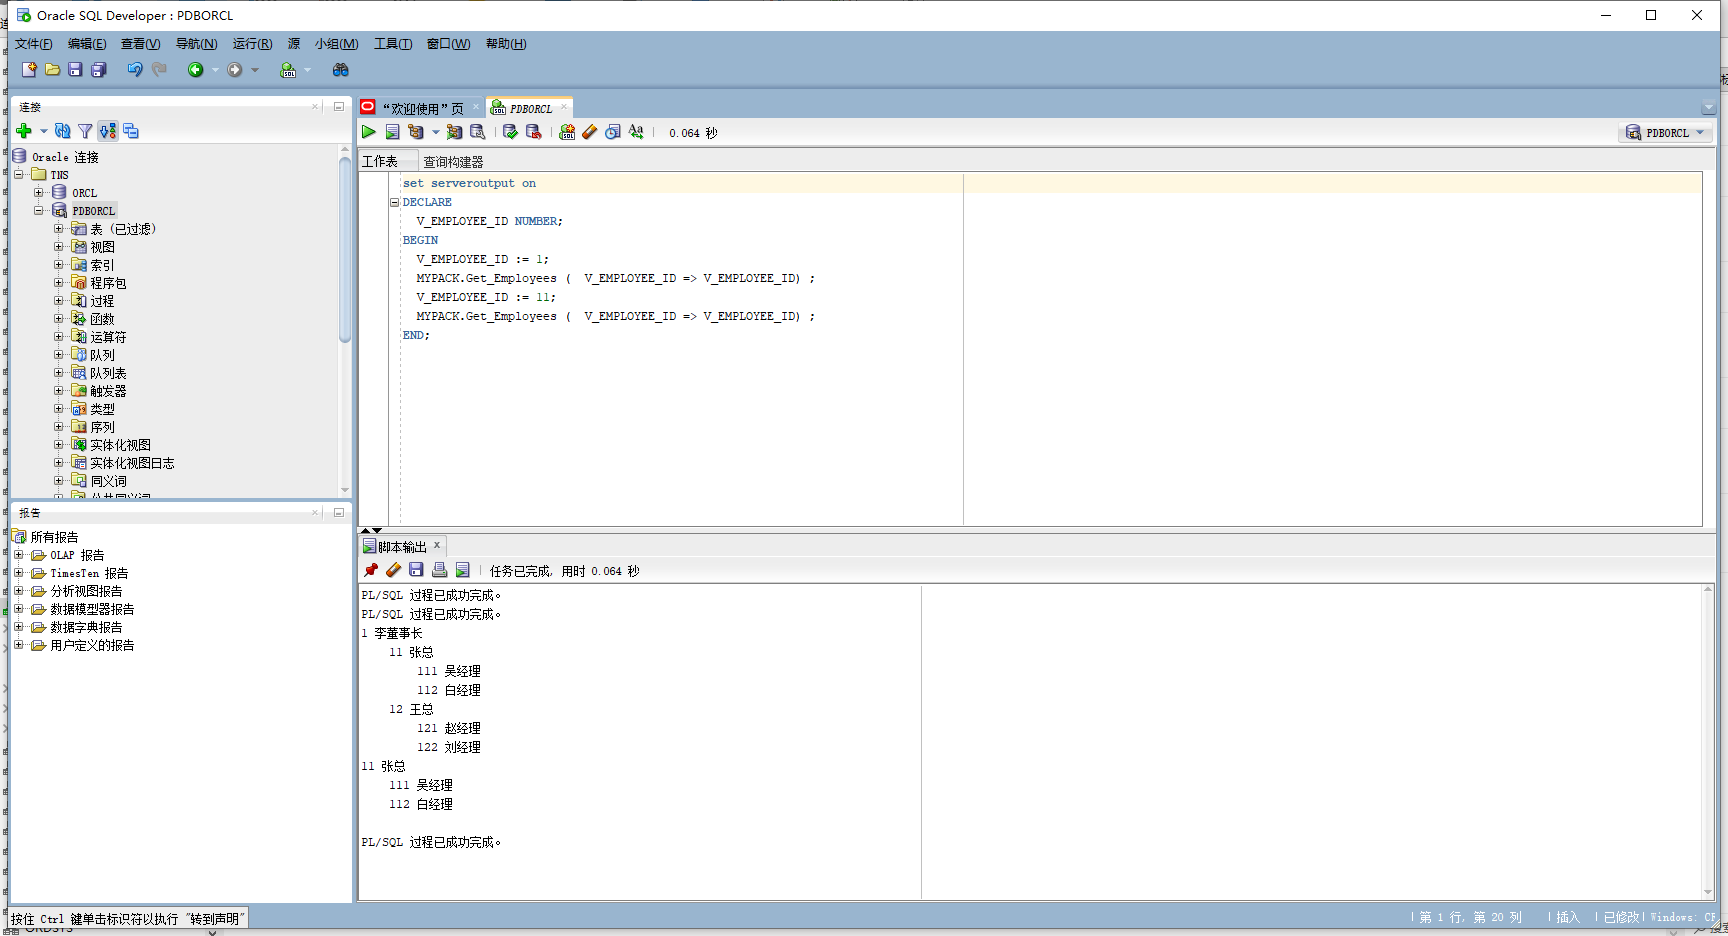 Oracle SQL Developer : PDBORCL
文件(F) 编辑(E) 查看(V) 导航(N) 运行(R) 源 小组(M) 工具(T) 窗口(W) 帮助(H)
连接
Oracle 连接
TNS
ORCL
PDBORCL
表 (已过滤)
视图
索引
程序包
过程
函数
运算符
队列
队列表
触发器
类型
序列
实体化视图
实体化视图日志
同义词
公共同义词
报告
所有报告
OLAP 报告
TimesTen 报告
分析视图报告
数据模型器报告
数据字典报告
用户定义的报告
“欢迎使用”页 PDBORCL
0.064 秒 PDBORCL
工作表 查询构建器
set serveroutput on
DECLARE
V_EMPLOYEE_ID NUMBER;
BEGIN
V_EMPLOYEE_ID := 1;
MYPACK.Get_Employees ( V_EMPLOYEE_ID => V_EMPLOYEE_ID) ;
V_EMPLOYEE_ID := 11;
MYPACK.Get_Employees ( V_EMPLOYEE_ID => V_EMPLOYEE_ID) ;
END;
脚本输出
任务已完成, 用时 0.064 秒
PL/SQL 过程已成功完成。
PL/SQL 过程已成功完成。
1 李董事长
11 张总
111 吴经理
112 白经理
12 王总
121 赵经理
122 刘经理
11 张总
111 吴经理
112 白经理
PL/SQL 过程已成功完成。
按住 Ctrl 键单击标识符以执行 "转到声明"
第 1 行, 第 20 列 插入 已修改 Windows: CR